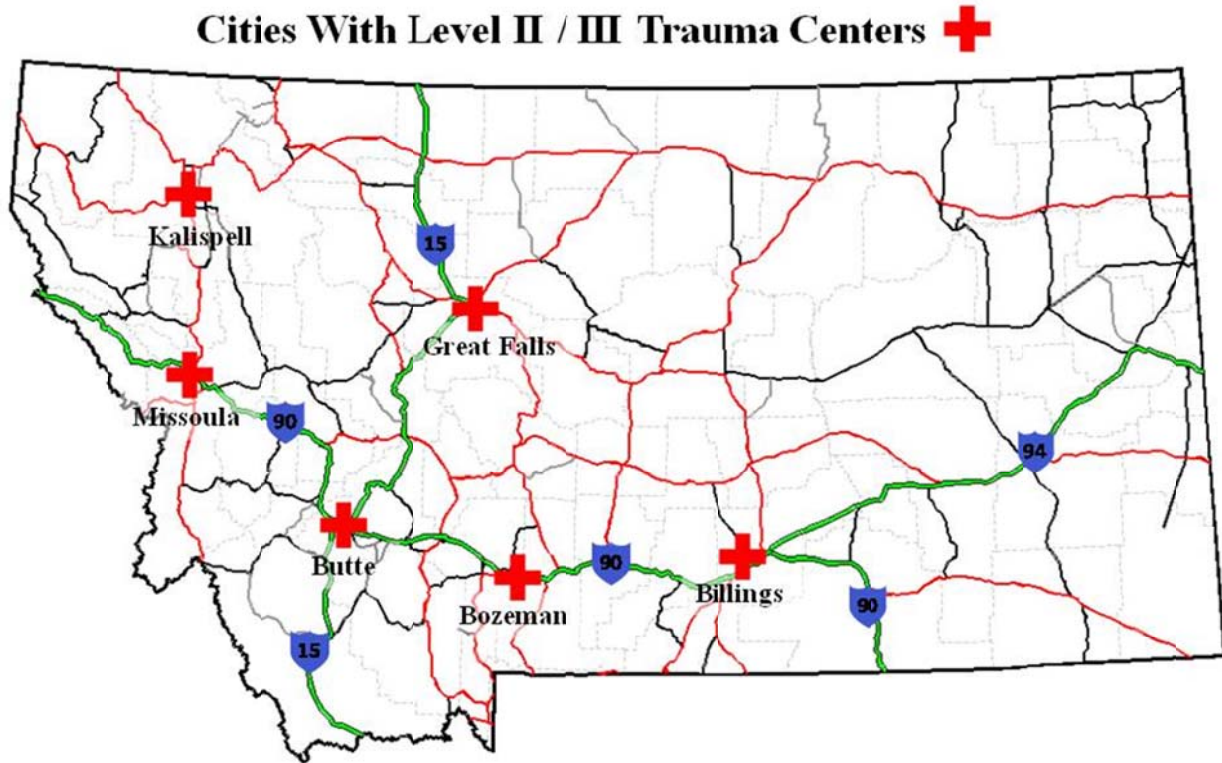 Cities With Level II / III Trauma Centers
Kalispell
15
Great Falls
Missoula
90
94
Butte
90
Billings
Bozeman
90
15